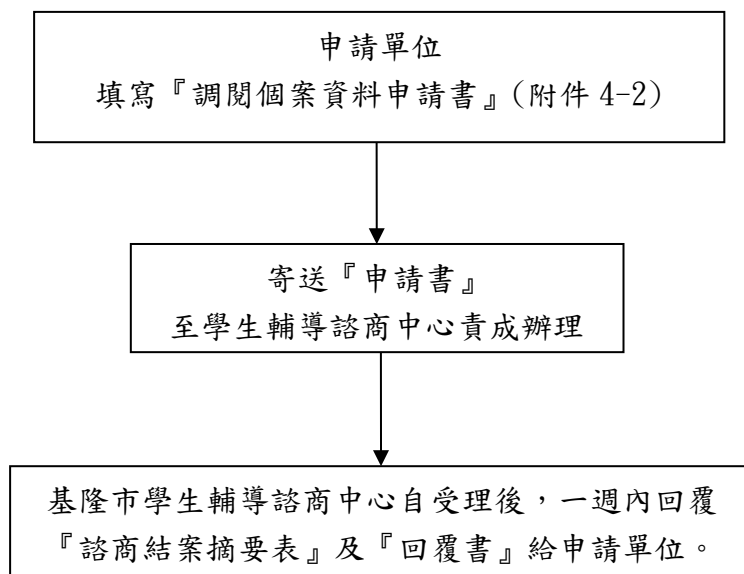 申請單位
填寫『調閱個案資料申請書』(附件 4-2)
寄送『申請書』
至學生輔導諮商中心責成辦理
基隆市學生輔導諮商中心自受理後，一週內回覆
『諮商結案摘要表』及『回覆書』給申請單位。